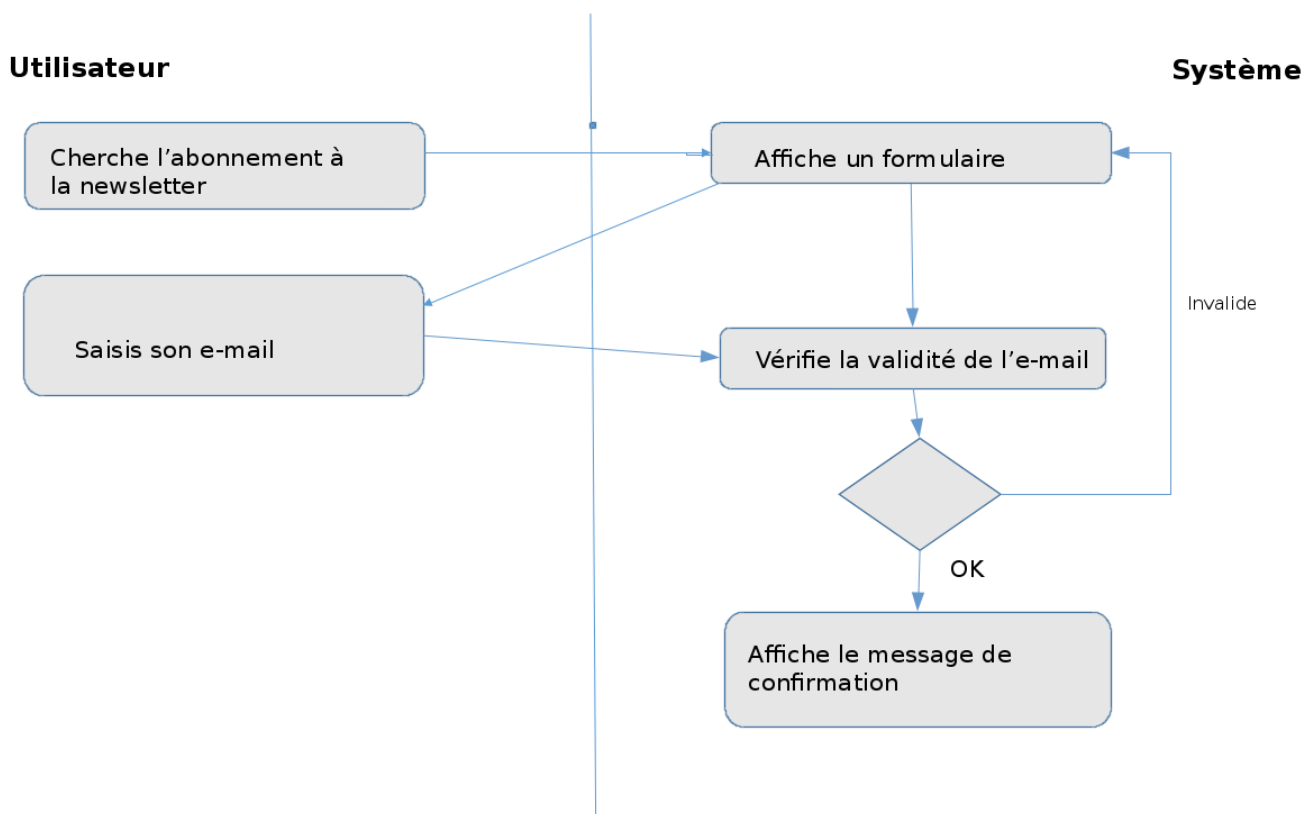 Utilisateur
Système
Cherche l’abonnement à
la newsletter
Affiche un formulaire
Invalide
Saisis son e-mail
Vérifie la validité de l’e-mail
OK
Affiche le message de
confirmation